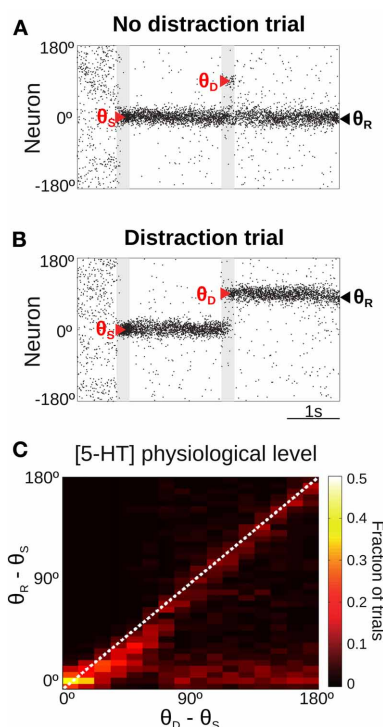 A
No distraction trial
180º
0º
-180º
Neuron
θS
θD
θR
B
Distraction trial
180º
0º
-180º
Neuron
θS
θD
θR
1s
C
[5-HT] physiological level
180º
90º
0º
θR - θS
0º 90º 180º
θD - θS
0.5
0.4
0.3
0.2
0.1
0
Fraction of trials